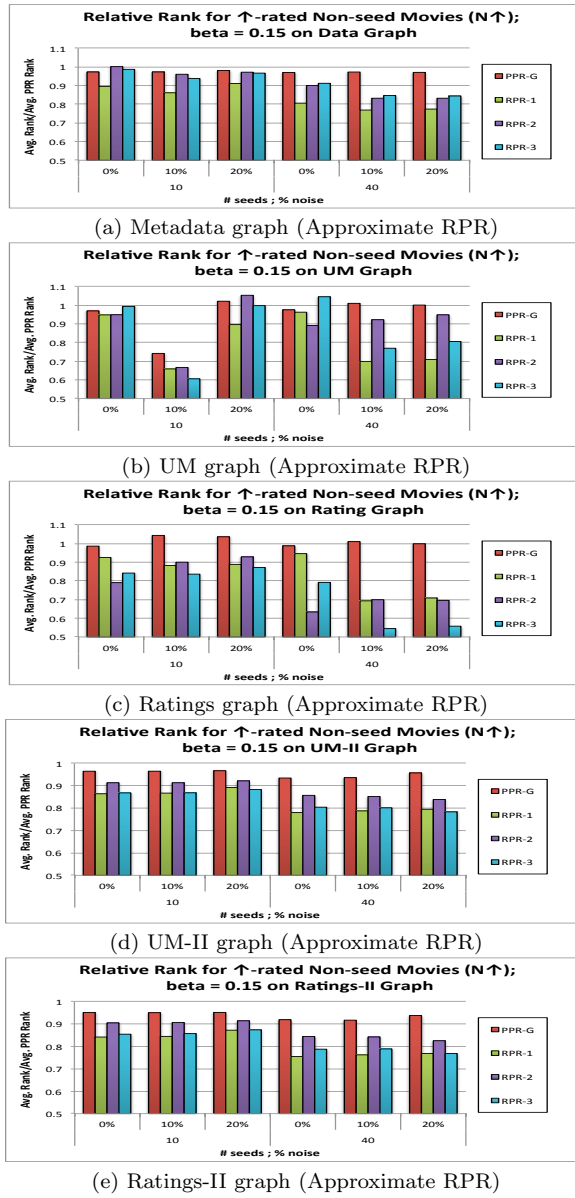 Relative Rank for ↑-rated Non-seed Movies (N↑);
beta = 0.15 on Data Graph
Avg. Rank/Avg. PPR Rank
1.1
1
0.9
0.8
0.7
0.6
0.5
PPR-G
RPR-1
RPR-2
RPR-3
0% 10% 20% 0% 10% 20%
10 40
# seeds ; % noise
(a) Metadata graph (Approximate RPR)
Relative Rank for ↑-rated Non-seed Movies (N↑);
beta = 0.15 on UM Graph
Avg. Rank/Avg. PPR Rank
1.1
1
0.9
0.8
0.7
0.6
0.5
PPR-G
RPR-1
RPR-2
RPR-3
0% 10% 20% 0% 10% 20%
10 40
# seeds ; % noise
(b) UM graph (Approximate RPR)
Relative Rank for ↑-rated Non-seed Movies (N↑);
beta = 0.15 on Rating Graph
Avg. Rank/Avg. PPR Rank
1.1
1
0.9
0.8
0.7
0.6
0.5
PPR-G
RPR-1
RPR-2
RPR-3
0% 10% 20% 0% 10% 20%
10 40
# seeds ; % noise
(c) Ratings graph (Approximate RPR)
Relative Rank for ↑-rated Non-seed Movies (N↑);
beta = 0.15 on UM-II Graph
Avg. Rank/Avg. PPR Rank
1
0.9
0.8
0.7
0.6
0.5
PPR-G
RPR-1
RPR-2
RPR-3
0% 10% 20% 0% 10% 20%
10 40
# seeds ; % noise
(d) UM-II graph (Approximate RPR)
Relative Rank for ↑-rated Non-seed Movies (N↑);
beta = 0.15 on Ratings-II Graph
Avg. Rank/Avg. PPR Rank
1
0.9
0.8
0.7
0.6
0.5
PPR-G
RPR-1
RPR-2
RPR-3
0% 10% 20% 0% 10% 20%
10 40
# seeds ; % noise
(e) Ratings-II graph (Approximate RPR)